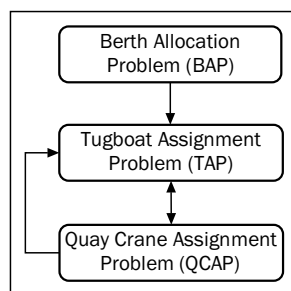 Berth Allocation
Problem (BAP)
Tugboat Assignment
Problem (TAP)
Quay Crane Assignment
Problem (QCAP)